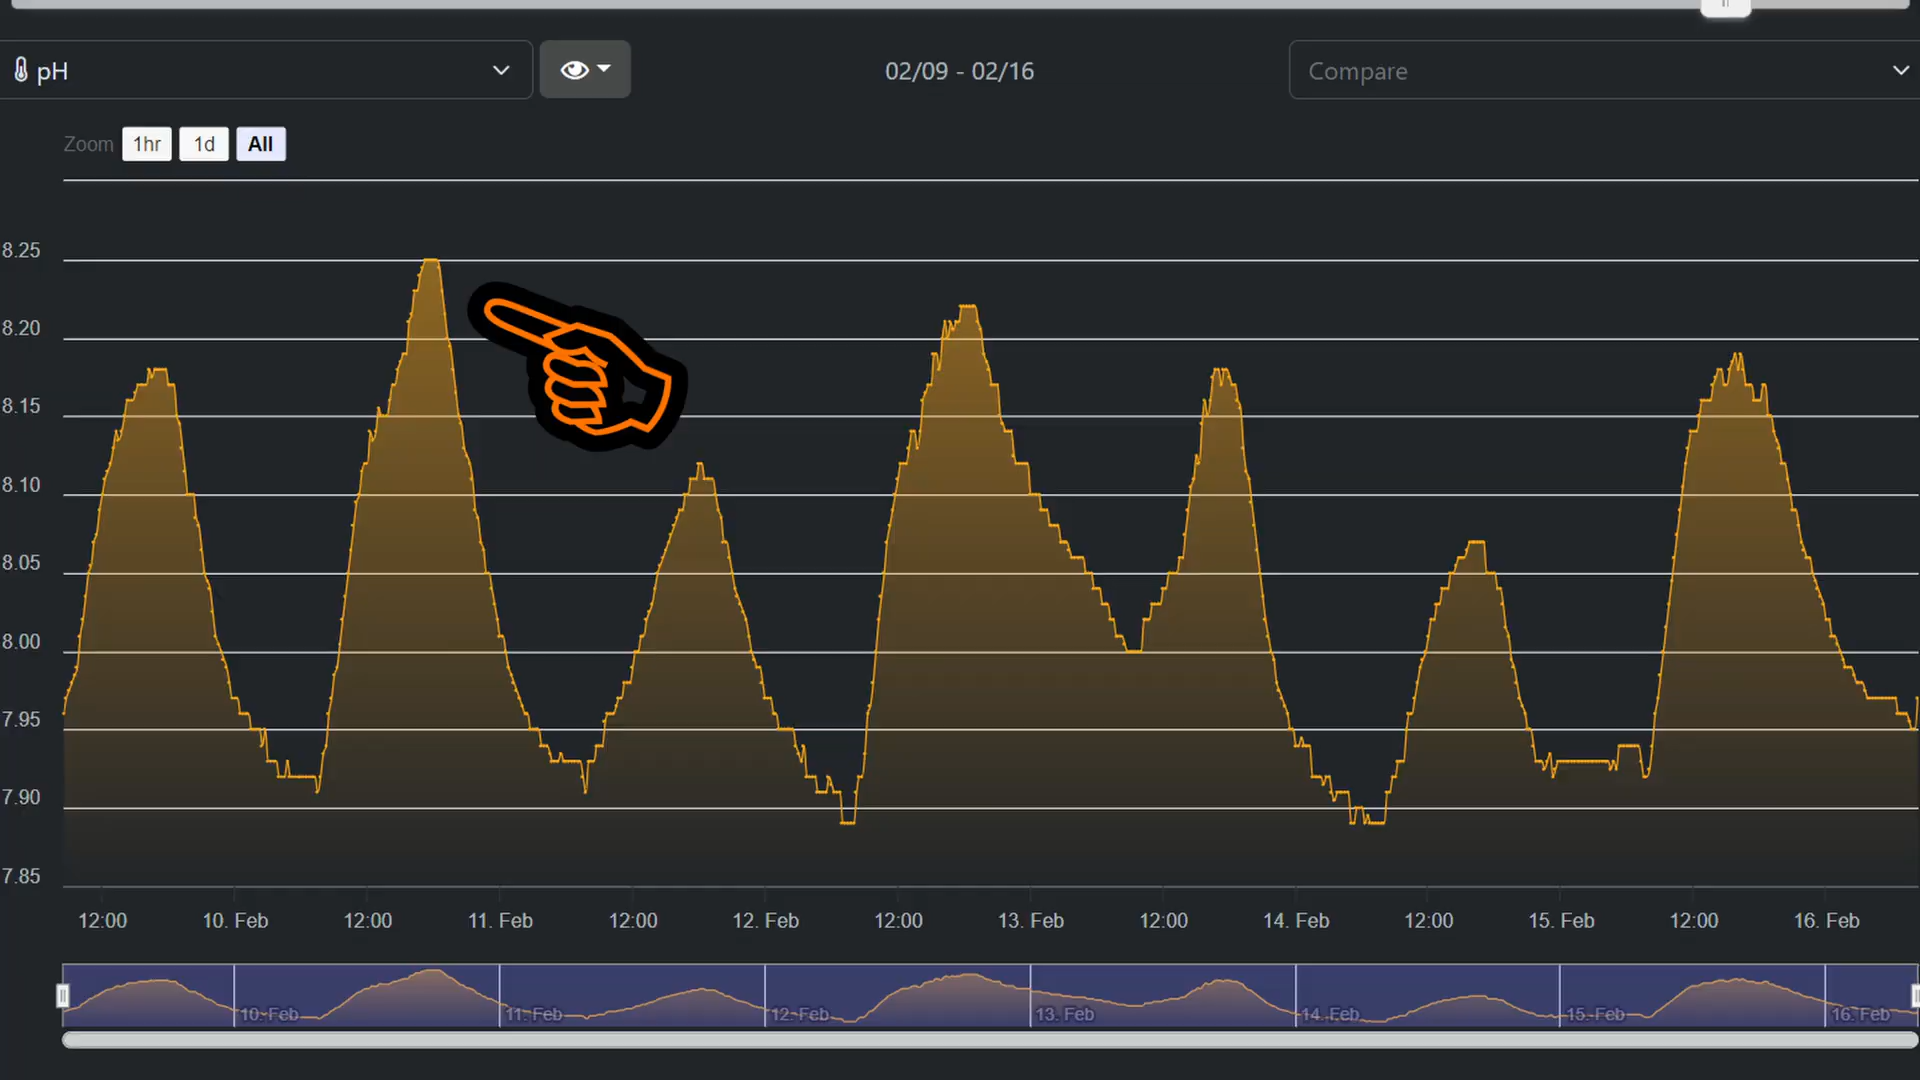 pH
02/09 - 02/16
Compare
Zoom 1hr 1d All
8.25
8.20
8.15
8.10
8.05
8.00
7.95
7.90
7.85
12:00 10. Feb 12:00 11. Feb 12:00 12. Feb 12:00 13. Feb 12:00 14. Feb 12:00 15. Feb 12:00 16. Feb
10. Feb 11. Feb 12. Feb 13. Feb 14. Feb 15. Feb 16. Feb